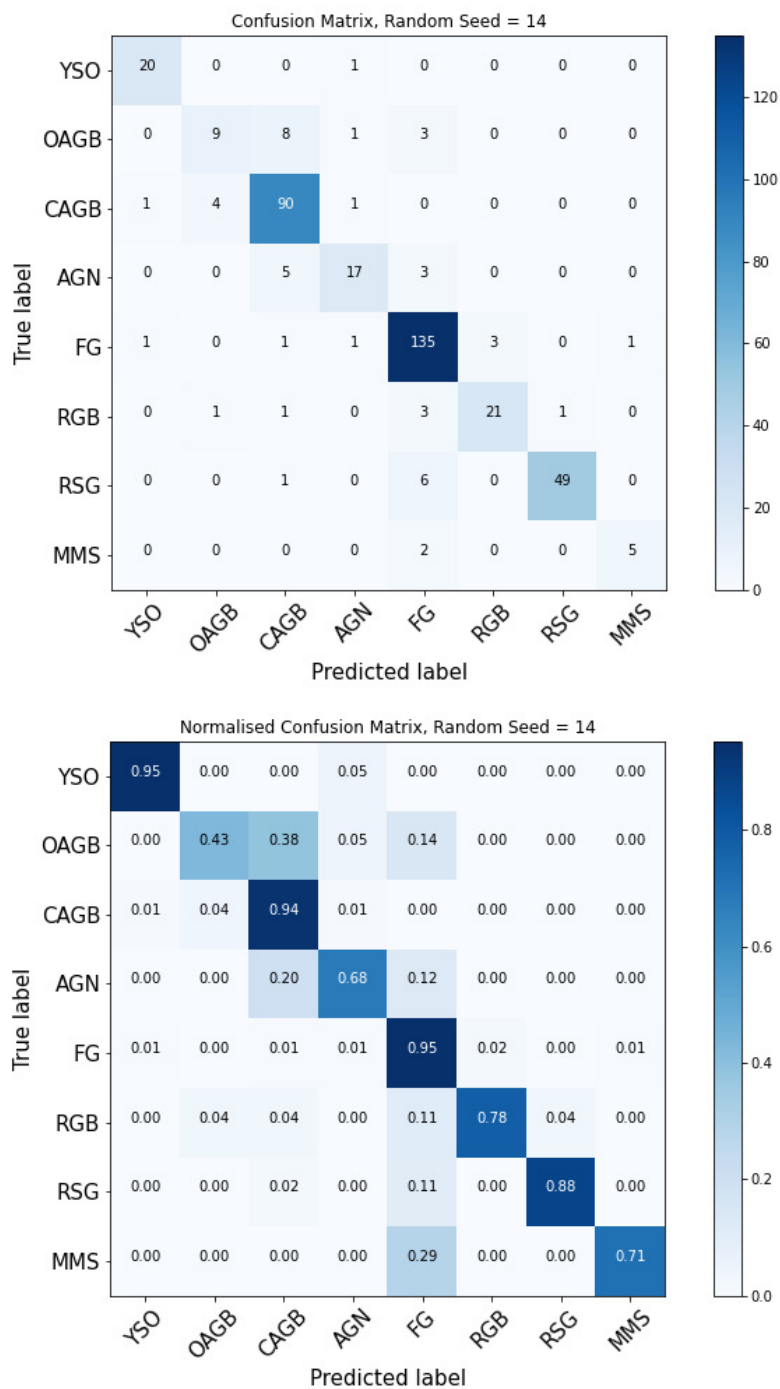 Confusion Matrix, Random Seed = 14
YSO 20 0 0 1 0 0 0 0
OAGB 0 9 8 1 3 0 0 0
CAGB 1 4 90 1 0 0 0 0
AGN 0 0 5 17 3 0 0 0
FG 1 0 1 1 135 3 0 1
RGB 0 1 1 0 3 21 1 0
RSG 0 0 1 6 0 49 0
MMS 0 0 0 0 2 0 0 5
YSO OAGB CAGB AGN FG RGB RSG MMS
Predicted label
True label
120
100
80
60
40
20
0
Normalised Confusion Matrix, Random Seed = 14
YSO 0.95 0.00 0.00 0.05 0.00 0.00 0.00 0.00
OAGB 0.00 0.43 0.38 0.05 0.14 0.00 0.00 0.00
CAGB 0.01 0.04 0.94 0.01 0.00 0.00 0.00 0.00
AGN 0.00 0.00 0.20 0.68 0.12 0.00 0.00 0.00
FG 0.01 0.00 0.01 0.01 0.95 0.02 0.00 0.01
RGB 0.00 0.04 0.04 0.00 0.11 0.78 0.04 0.00
RSG 0.00 0.00 0.02 0.00 0.11 0.00 0.88 0.00
MMS 0.00 0.00 0.00 0.00 0.29 0.00 0.00 0.71
YSO OAGB CAGB AGN FG RGB RSG MMS
Predicted label
True label
0.8
0.6
0.4
0.2
0.0